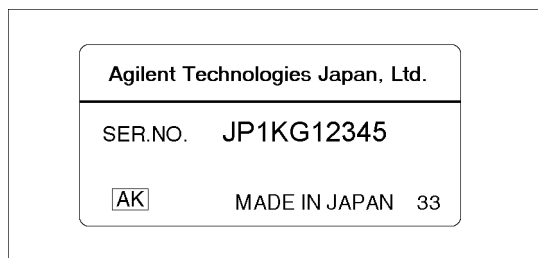 Agilent Technologies Japan, Ltd.
SER.NO. JP1KG12345
AK MADE IN JAPAN 33